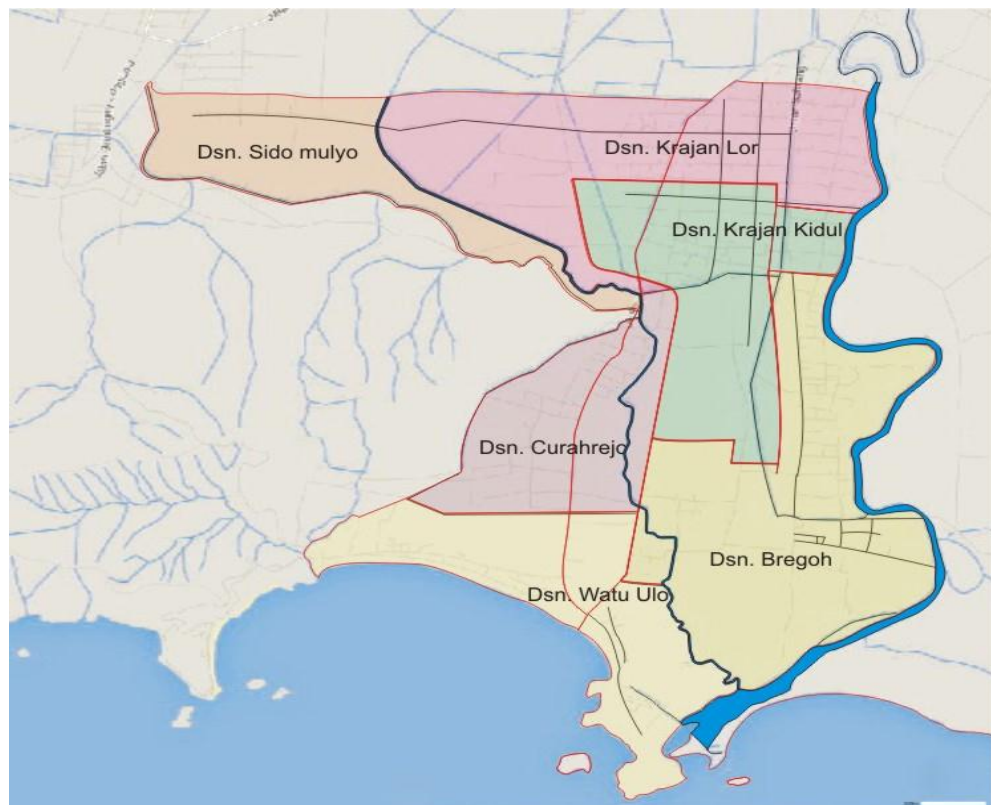 Dsn. Sido mulyo
Dsn. Krajan Lor
Dsn. Krajan Kidul
Dsn. Curahrejo
Dsn. Bregoh
Dsn. Watu Ulo